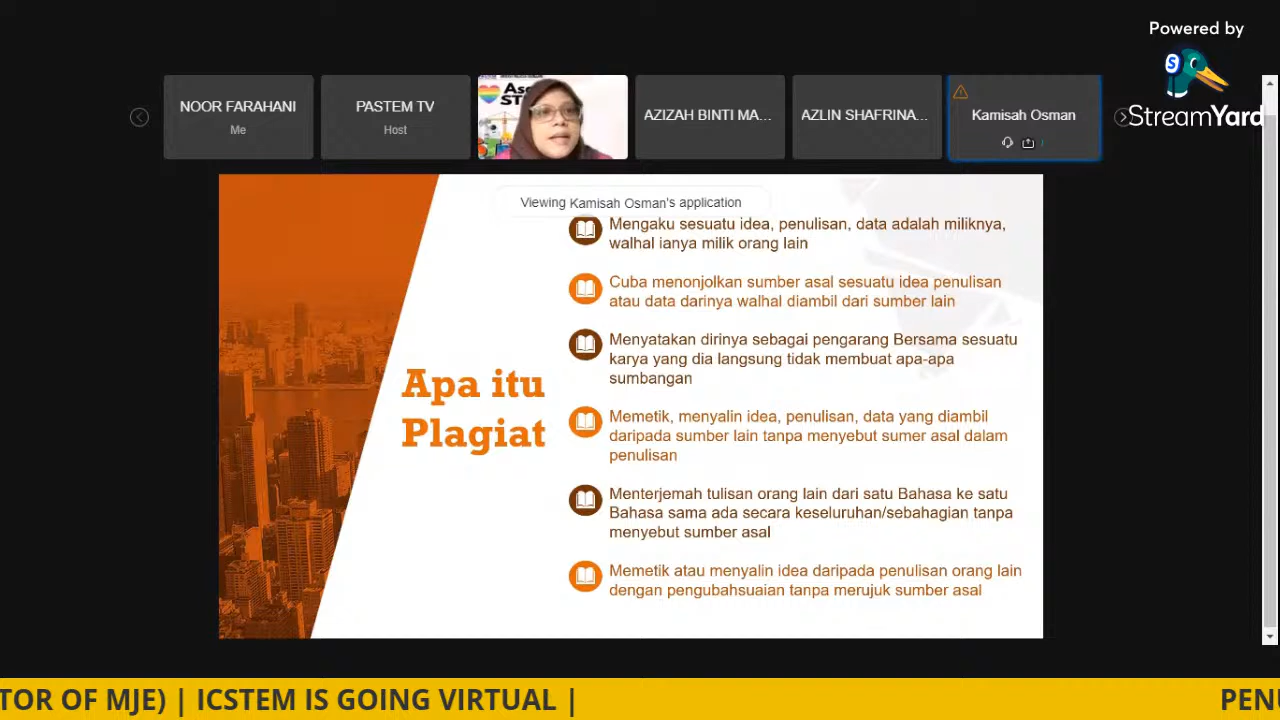 Powered by
StreamYard
NOOR FARAHANI
Me
PASTEM TV
Host
AZIZAH BINTI MA...
AZLIN SHAFRINA...
Kamisah Osman
Viewing Kamisah Osman's application
Apa itu
Plagiat
Mengaku sesuatu idea, penulisan, data adalah miliknya,
walhal ianya milik orang lain
Cuba menonjolkan sumber asal sesuatu idea penulisan
atau data darinya walhal diambil dari sumber lain
Menyatakan dirinya sebagai pengarang Bersama sesuatu
karya yang dia langsung tidak membuat apa-apa
sumbangan
Memetik, menyalin idea, penulisan, data yang diambil
daripada sumber lain tanpa menyebut sumer asal dalam
penulisan
Menterjemah tulisan orang lain dari satu Bahasa ke satu
Bahasa sama ada secara keseluruhan/sebahagian tanpa
menyebut sumber asal
Memetik atau menyalin idea daripada penulisan orang lain
dengan pengubahsuaian tanpa merujuk sumber asal
TOR OF MJE) | ICSTEM IS GOING VIRTUAL |